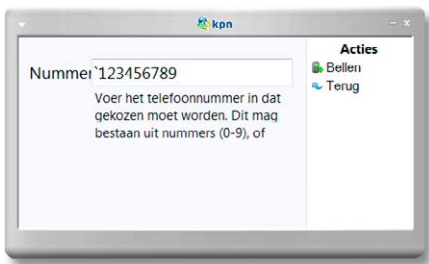 kpn
Nummer `123456789
Voer het telefoonnummer in dat
gekozen moet worden. Dit mag
bestaan uit nummers (0-9), of
Acties
Bellen
Terug